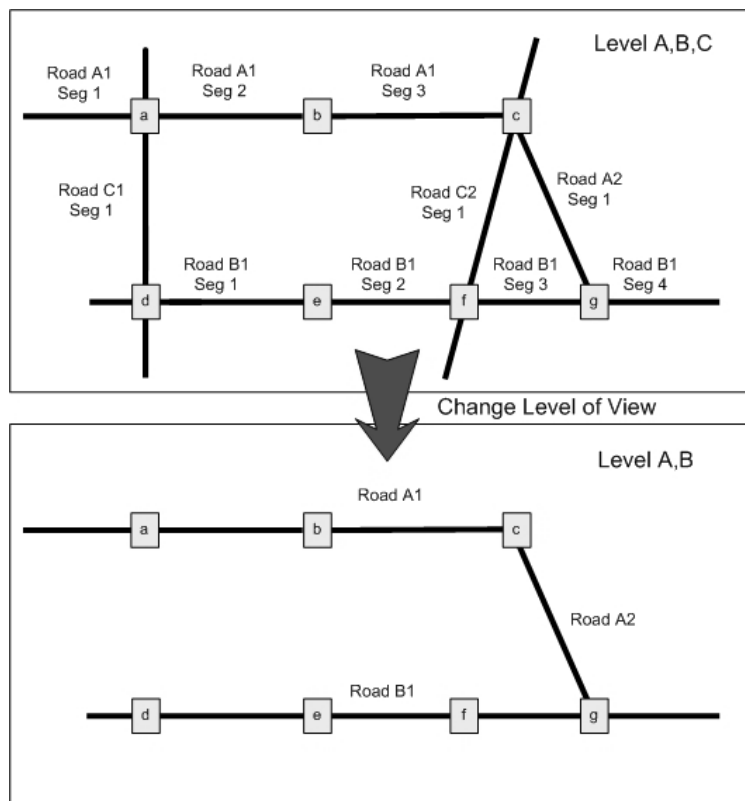 Level A,B,C
Road A1
Seg 1
Road A1
Seg 2
Road A1
Seg 3
a
b
c
Road C1
Seg 1
Road C2
Seg 1
Road A2
Seg 1
Road B1
Seg 1
Road B1
Seg 2
Road B1
Seg 3
Road B1
Seg 4
d
e
f
g
Change Level of View
Level A,B
Road A1
a
b
c
Road A2
Road B1
d
e
f
g